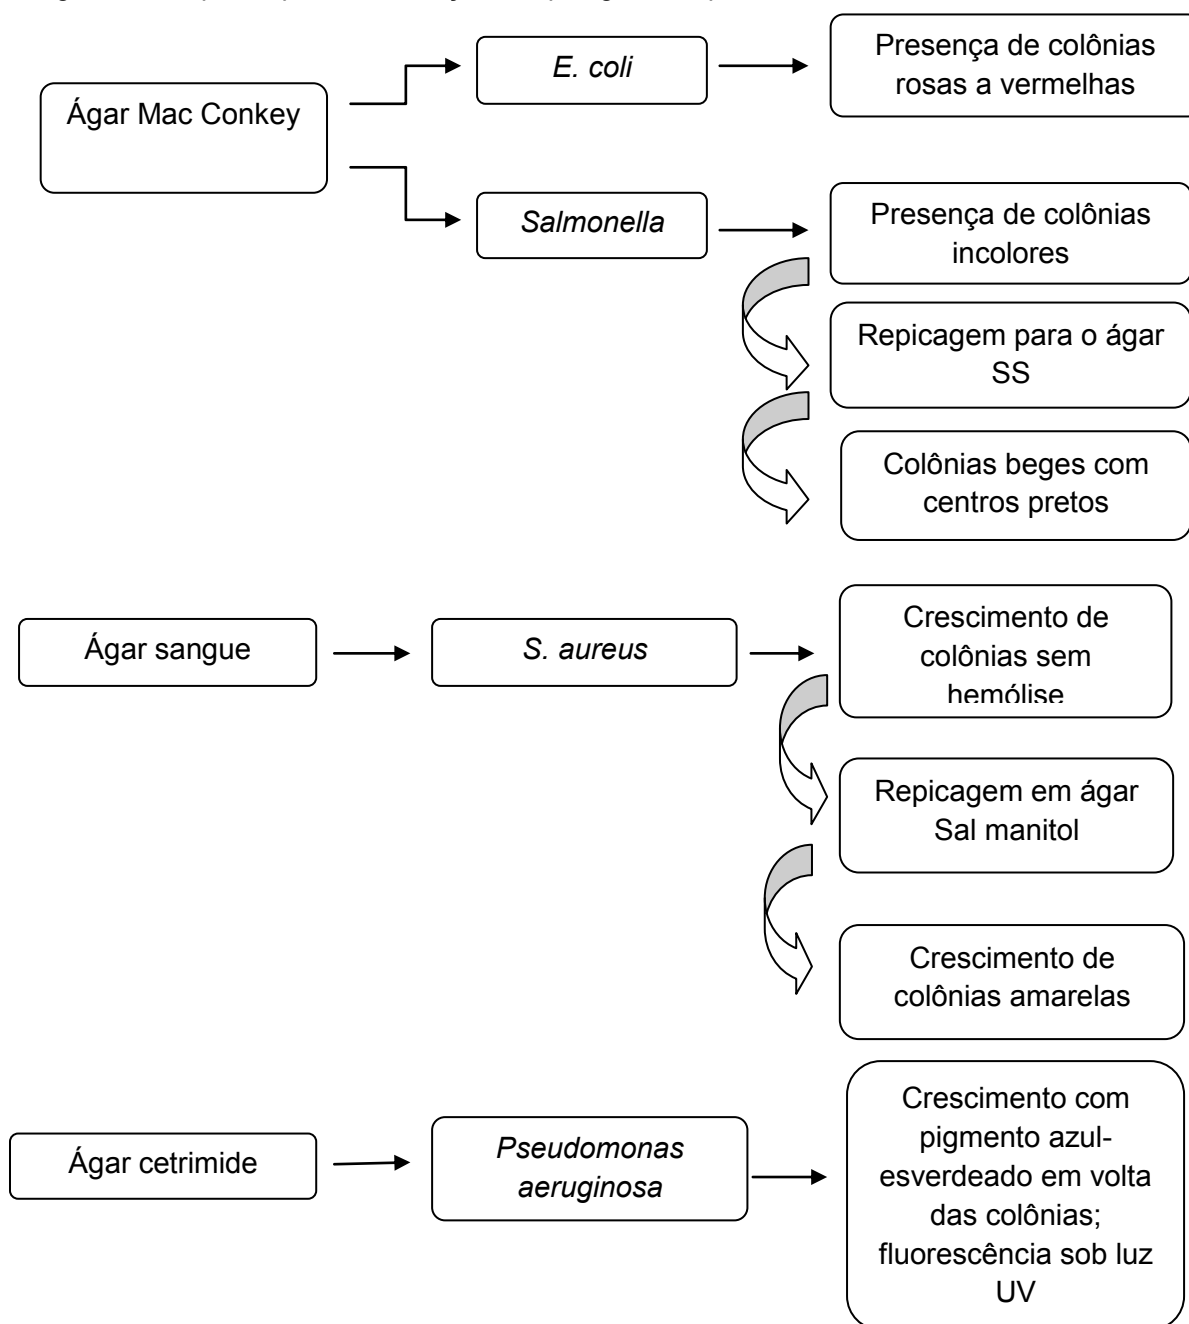 E. coli
Presença de colônias
rosas a vermelhas
Ágar Mac Conkey
Salmonella
Presença de colônias
incolores
Repicagem para o ágar
SS
Colônias beges com
centros pretos
Ágar sangue
S. aureus
Crescimento de
colônias sem
hemólise
Repicagem em ágar
Sal manitol
Crescimento de
colônias amarelas
Ágar cetrimide
Pseudomonas
aeruginosa
Crescimento com
pigmento azul-
esverdeado em volta
das colônias;
fluorescência sob luz
UV